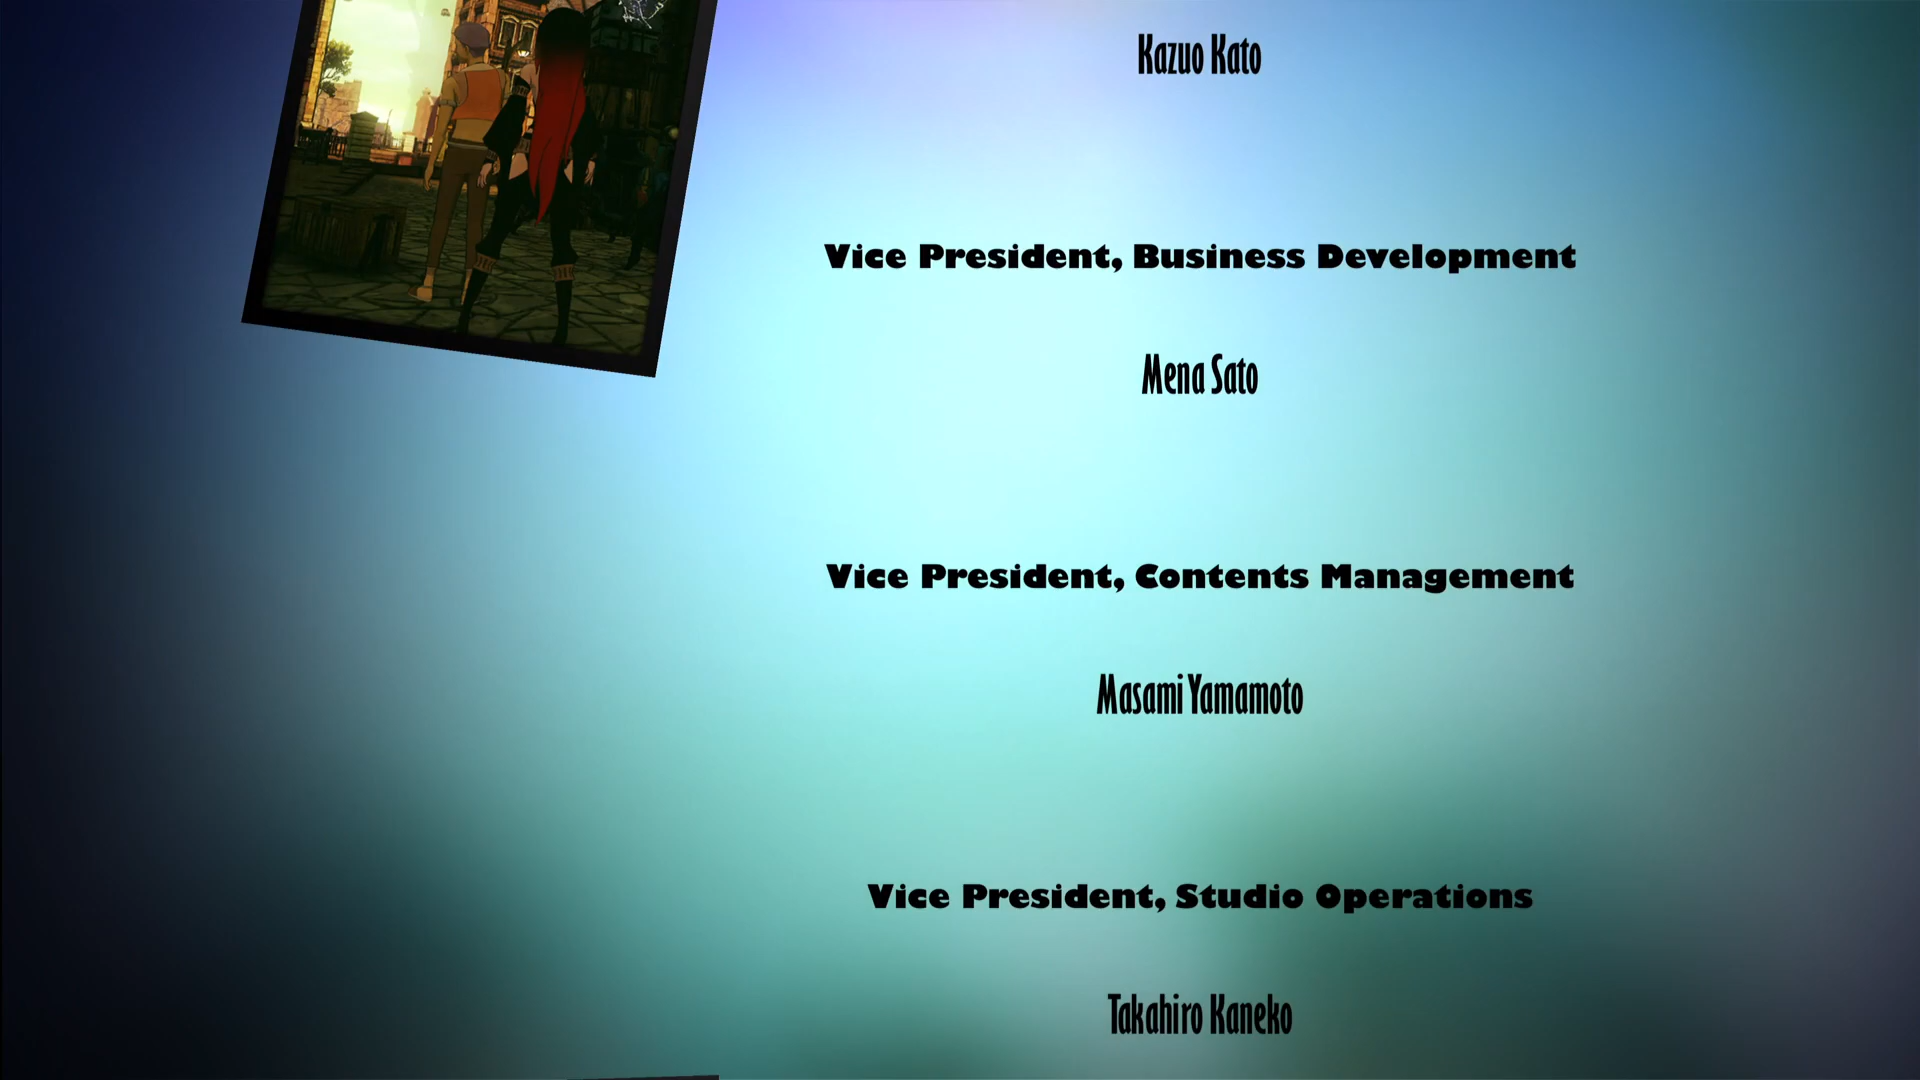 Kazuo Kato
Vice President, Business Development
Mena Sato
Vice President, Contents Management
Masami Yamamoto
Vice President, Studio Operations
Takahiro Kaneko